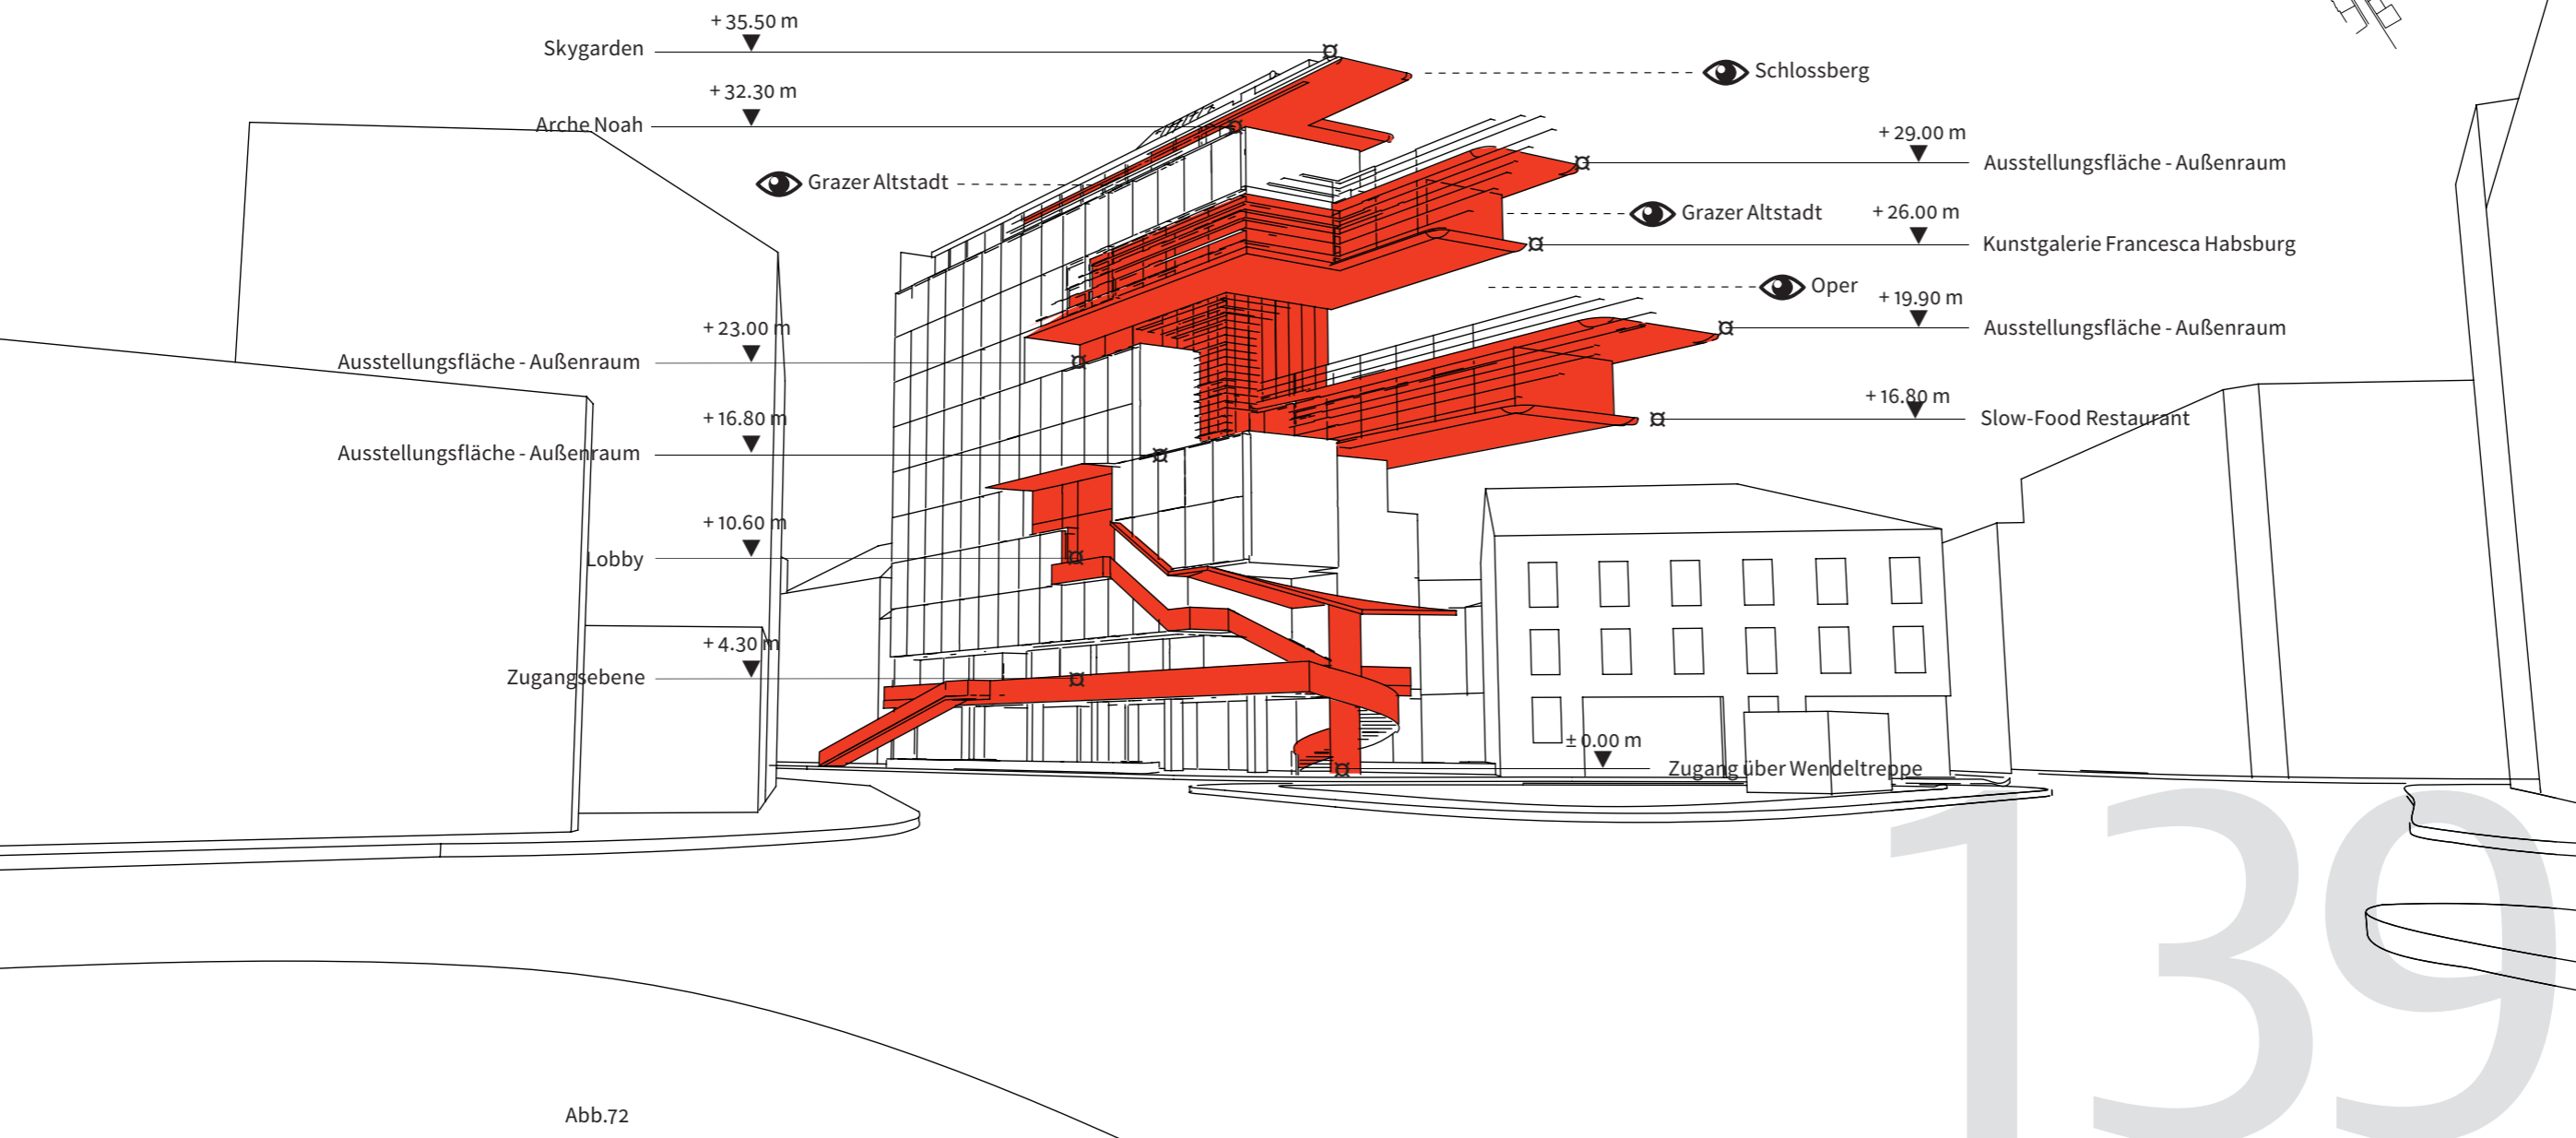 + 35.50 m
Skygarden
Schlossberg
+ 32.30 m
Arche Noah
+ 29.00 m
Ausstellungsfläche - Außenraum
Grazer Altstadt
Grazer Altstadt
+ 26.00 m
Kunstgalerie Francesca Habsburg
Oper
+ 19.90 m
Ausstellungsfläche - Außenraum
+ 23.00 m
Ausstellungsfläche - Außenraum
+ 16.80 m
Slow-Food Restaurant
+ 16.80 m
Ausstellungsfläche - Außenraum
+ 10.60 m
Lobby
+ 4.30 m
Zugangsebene
± 0.00 m
Zugang über Wendeltreppe
139
Abb.72